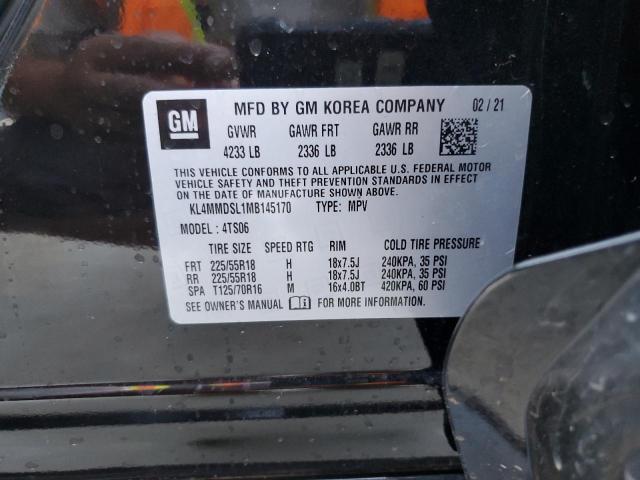 GM MFD BY GM KOREA COMPANY 02 / 21
GVWR GAWR FRT GAWR RR
4233 LB 2336 LB 2336 LB
THIS VEHICLE CONFORMS TO ALL APPLICABLE U.S. FEDERAL MOTOR
VEHICLE SAFETY AND THEFT PREVENTION STANDARDS IN EFFECT
ON THE DATE OF MANUFACTURE SHOWN ABOVE.
KL4MMDSL1MB145170 TYPE: MPV
MODEL : 4TS06
TIRE SIZE SPEED RTG RIM COLD TIRE PRESSURE
FRT 225/55R18 H 18x7.5J 240KPA, 35 PSI
RR 225/55R18 H 18x7.5J 240KPA, 35 PSI
SPA T125/70R16 M 16x4.0BT 420KPA, 60 PSI
SEE OWNER'S MANUAL FOR MORE INFORMATION